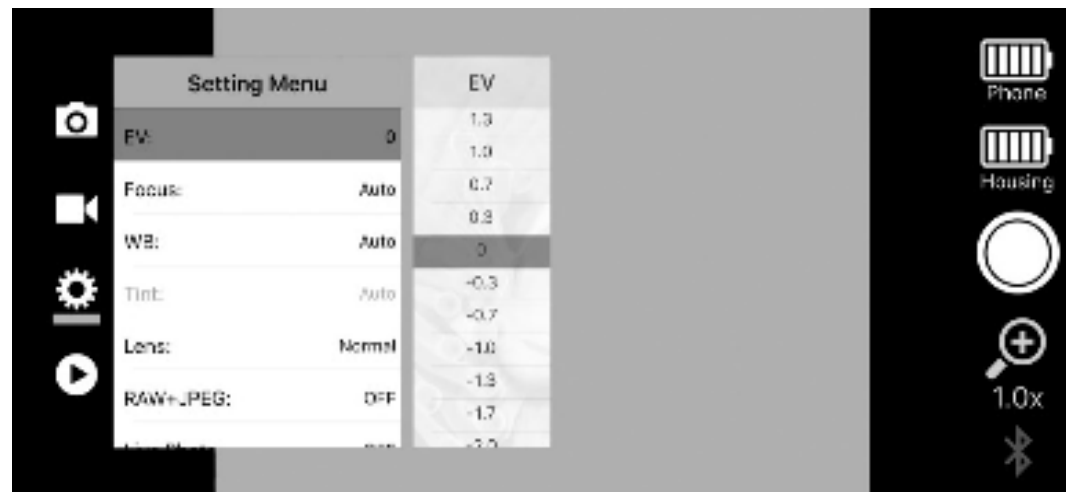 Setting Menu
EV: 0
Focus: Auto
WB: Auto
Tint: Auto
Lens: Normal
RAW+JPEG: OFF
EV
1.3
1.0
0.7
0.3
0
-0.3
-0.7
-1.0
-1.3
-1.7
-2.0
Phone
Housing
1.0x